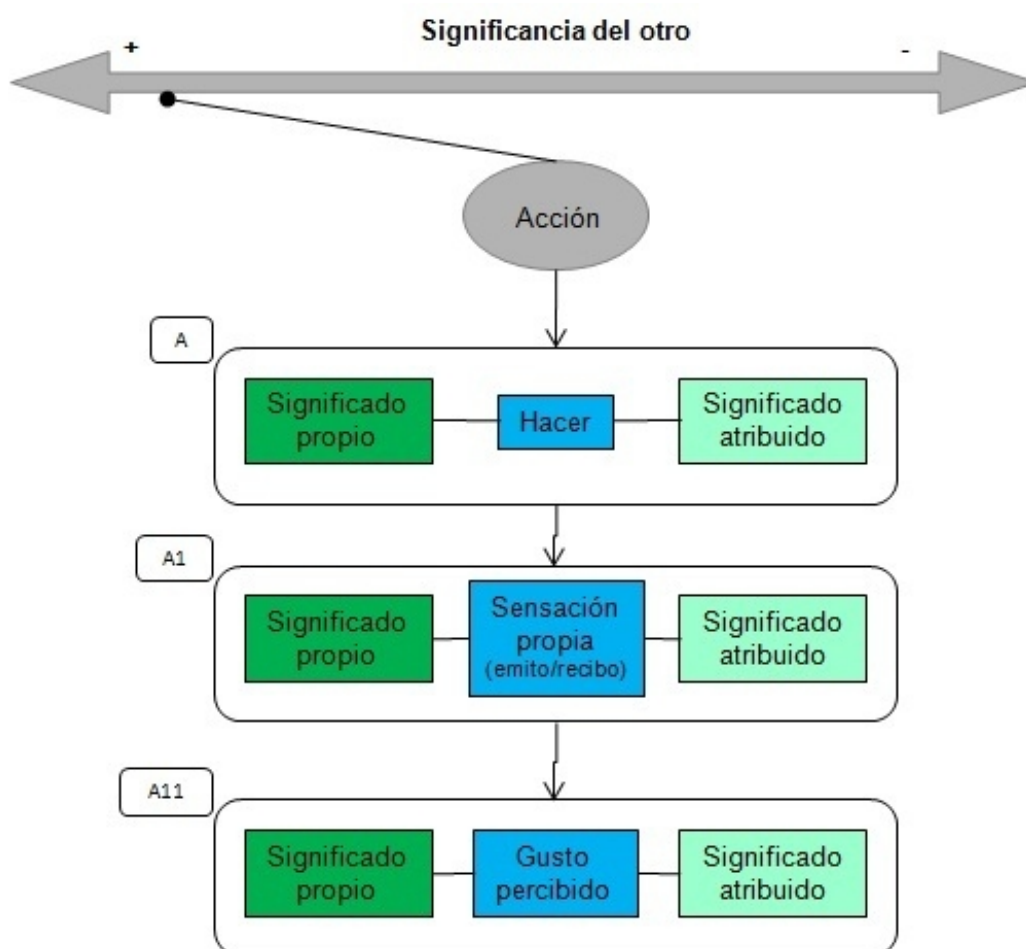 Significancia del otro
+ -
Acción
A
Significado
propio
Hacer
Significado
atribuido
A1
Significado
propio
Sensación
propia
(emito/recibo)
Significado
atribuido
A11
Significado
propio
Gusto
percibido
Significado
atribuido